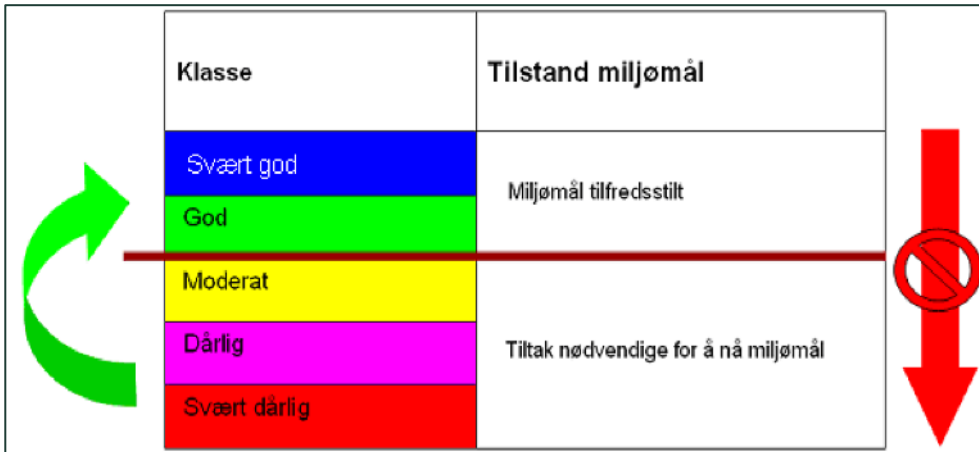 Klasse
Tilstand miljømål
Svært god
Miljømål tilfredsstilt
God
Moderat
Dårlig
Tiltak nødvendige for å nå miljømål
Svært dårlig